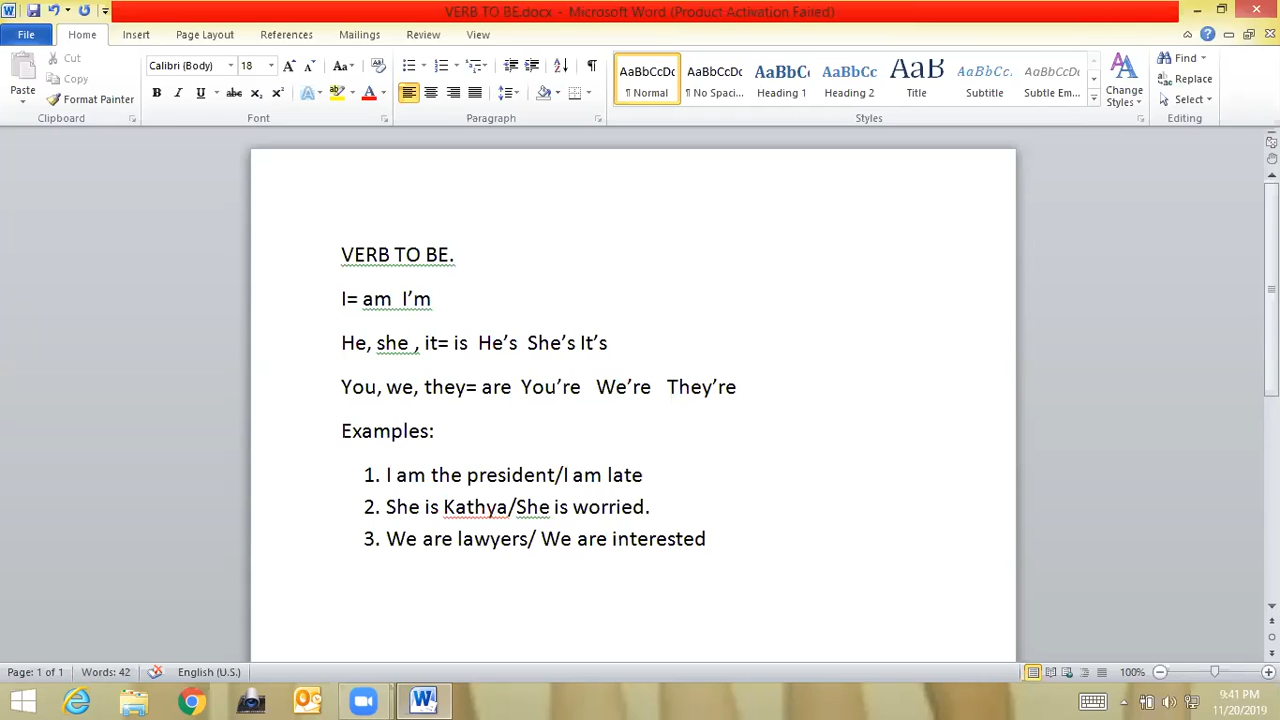 VERB TO BE.docx - Microsoft Word (Product Activation Failed)
File Home Insert Page Layout References Mailings Review View
Paste
Cut
Copy
Format Painter
Clipboard
Calibri (Body) 18
Font
Paragraph
AaBbCcDc AaBbCcDc AaBbCc AaBbCc AaB AaBbCc. AaBbCcDc
¶ Normal ¶ No Spaci... Heading 1 Heading 2 Title Subtitle Subtle Em...
Change Styles
Styles
Find
Replace
Select
Editing
VERB TO BE.
I= am I’m
He, she , it= is He’s She’s It’s
You, we, they= are You’re We’re They’re
Examples:
1. I am the president/I am late
2. She is Kathya/She is worried.
3. We are lawyers/ We are interested
Page: 1 of 1 Words: 42 English (U.S.) 100%
9:41 PM
11/20/2019